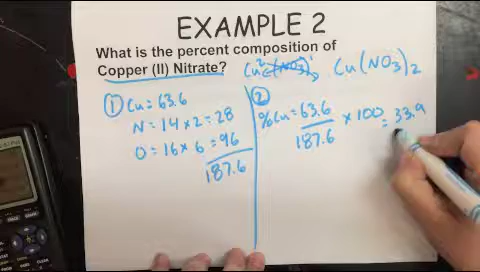 EXAMPLE 2
What is the percent composition of
Copper (II) Nitrate?
Cu(NO3)2
① Cu = 63.6
N = 14 x 2 = 28
O = 16 x 6 = 96
187.6
②
%Cu = 63.6 x 100 = 33.9
187.6